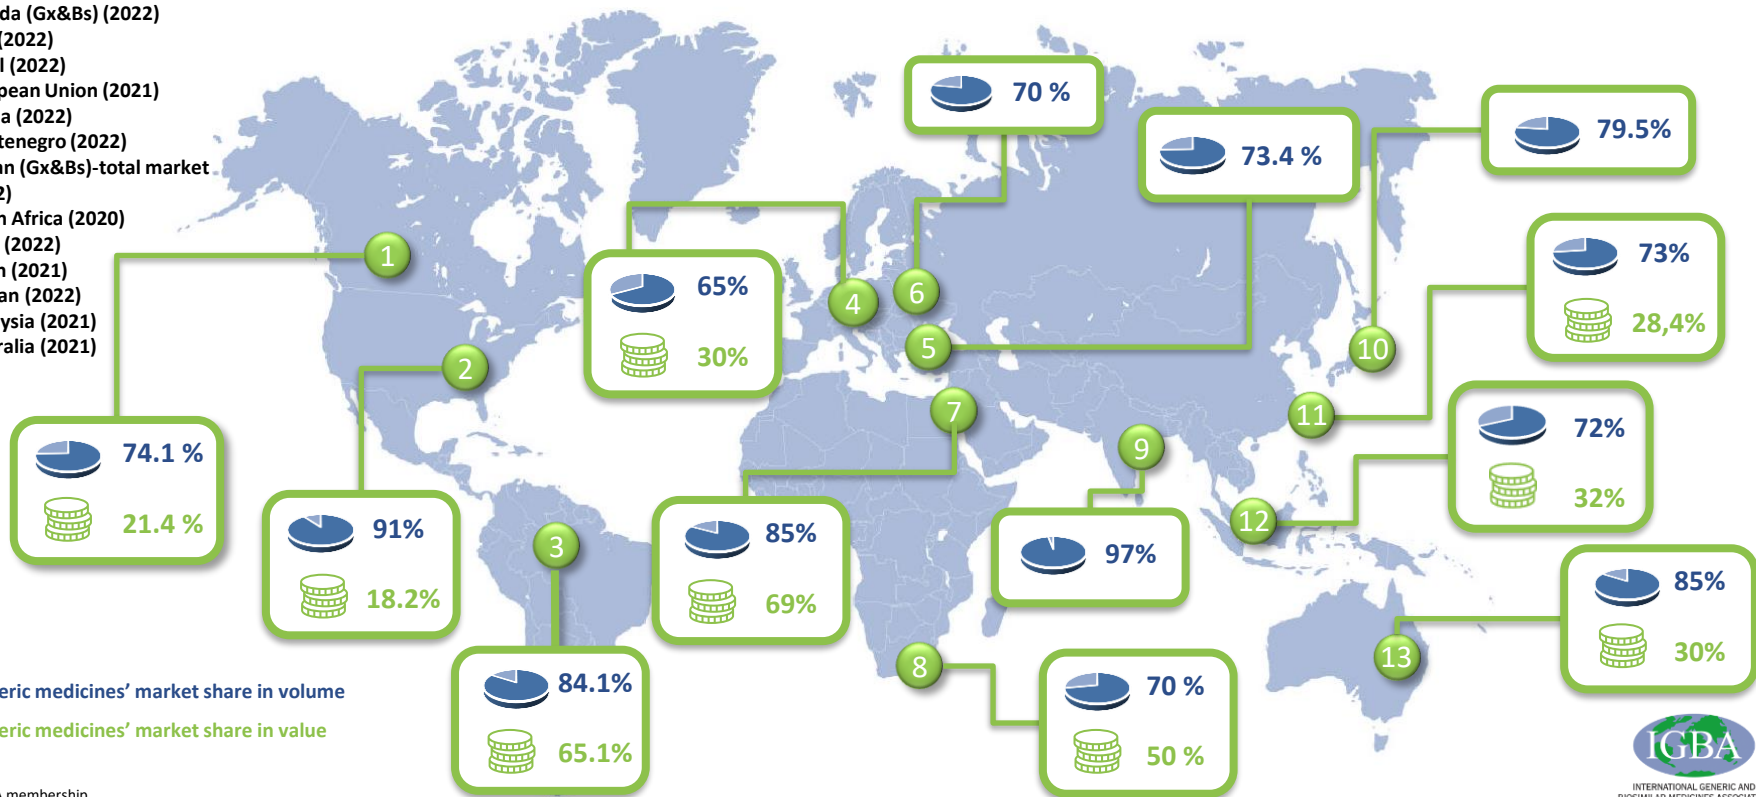 da (Gx&Bs) (2022)
(2022)
l (2022)
pean Union (2021)
a (2022)
tenegro (2022)
an (Gx&Bs)-total market
2)
h Africa (2020)
(2022)
n (2021)
an (2022)
ysia (2021)
ralia (2021)
70 %
79.5%
73.4 %
1
73%
28,4%
65%
30%
4
6
5
10
2
7
11
9
74.1 %
21.4 %
72%
32%
91%
18.2%
3
85%
69%
97%
12
85%
30%
13
8
84.1%
65.1%
70 %
50 %
eric medicines’ market share in volume
eric medicines’ market share in value
membership
IGBA
INTERNATIONAL GENERIC AND